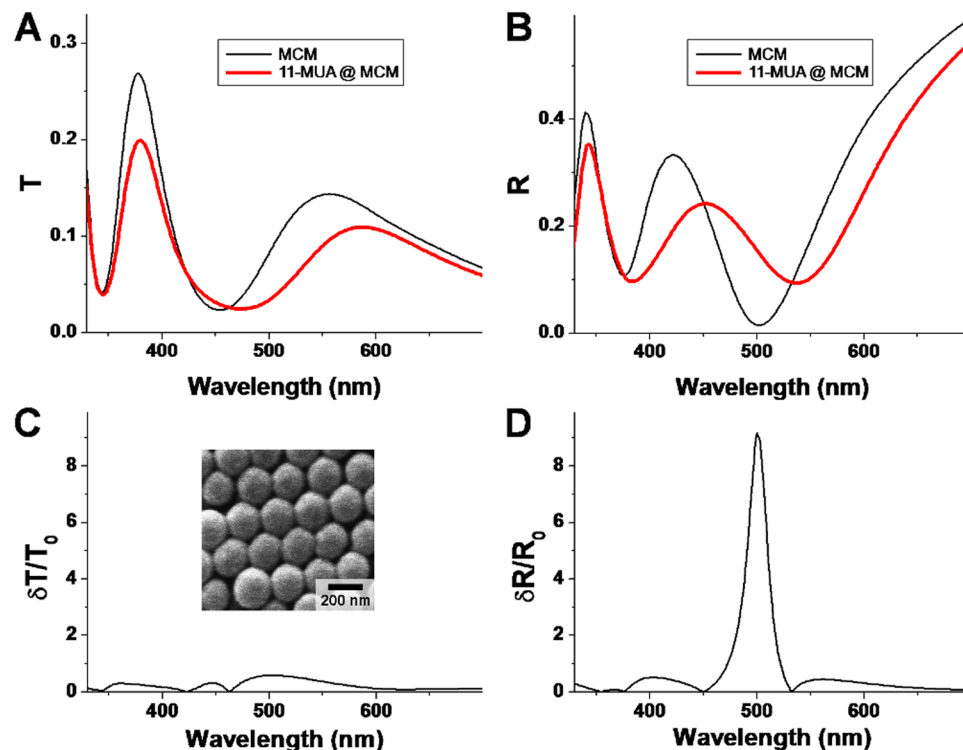 A
0.3
0.2
0.1
0.0
T
MCM
11-MUA @ MCM
400
500
600
Wavelength (nm)
B
0.4
0.2
0.0
R
MCM
11-MUA @ MCM
400
500
600
Wavelength (nm)
C
8
6
4
2
0
δT/T0
200 nm
400
500
600
Wavelength (nm)
D
8
6
4
2
0
δR/R0
400
500
600
Wavelength (nm)